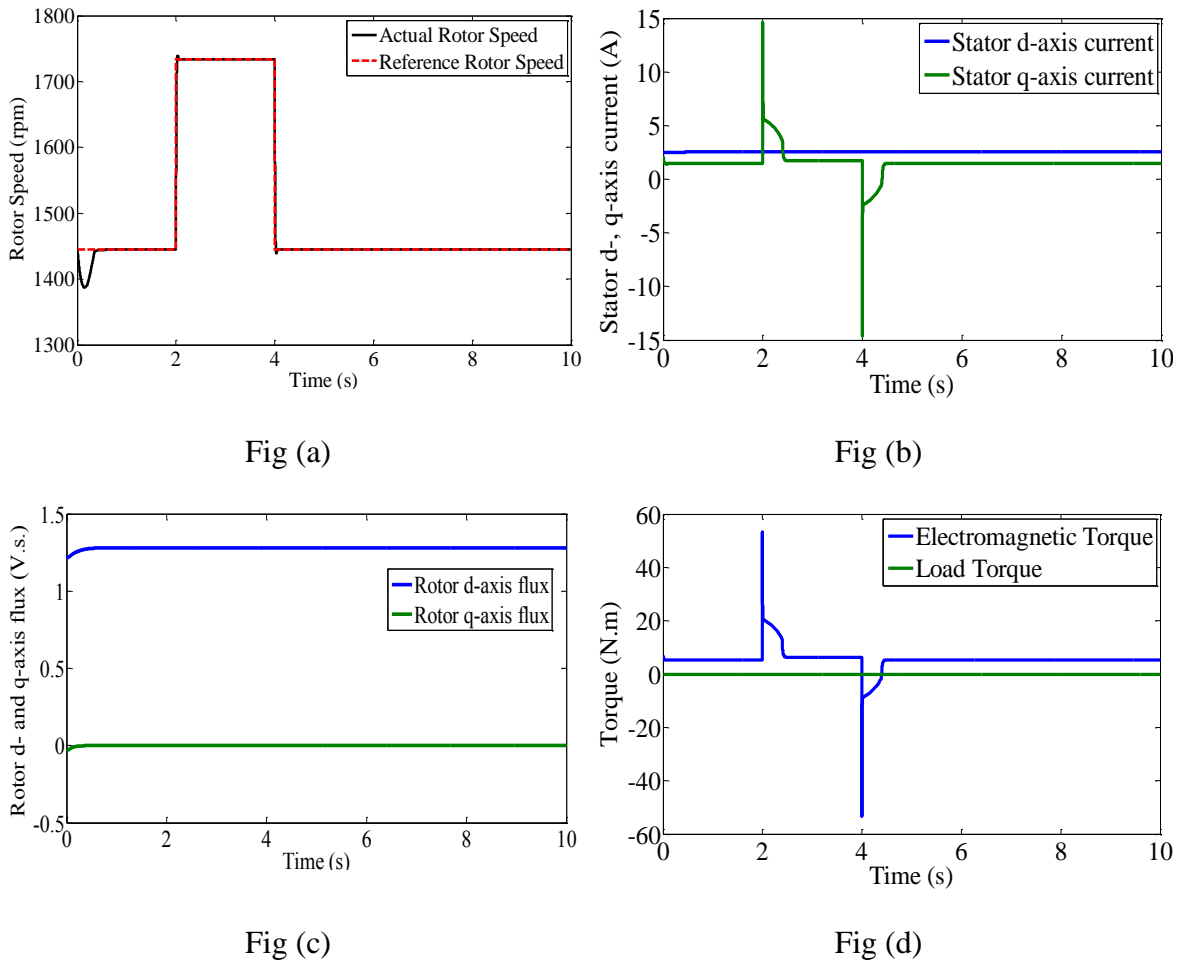 1800
1700
1600
1500
1400
1300
Rotor Speed (rpm)
Actual Rotor Speed
Reference Rotor Speed
0 2 4 6 8 10
Time (s)
Fig (a)
15
10
5
0
-5
-10
-15
Stator d-, q-axis current (A)
Stator d-axis current
Stator q-axis current
0 2 4 6 8 10
Time (s)
Fig (b)
1.5
1
0.5
0
-0.5
Rotor d- and q-axis flux (V.s.)
Rotor d-axis flux
Rotor q-axis flux
0 2 4 6 8 10
Time (s)
Fig (c)
60
40
20
0
-20
-40
-60
Torque (N.m)
Electromagnetic Torque
Load Torque
0 2 4 6 8 10
Time (s)
Fig (d)